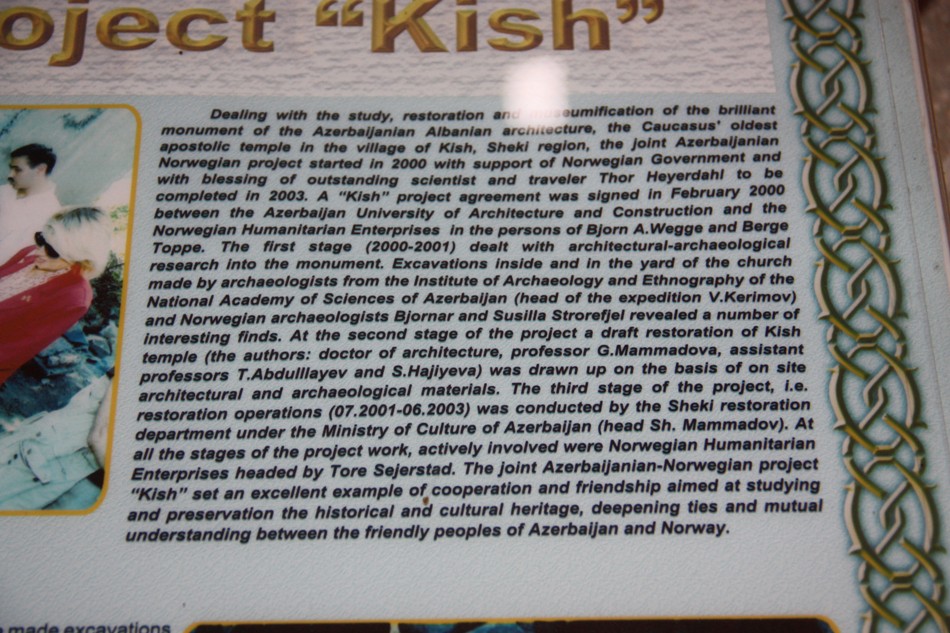 oject “Kish”
Dealing with the study, restoration and museumification of the brilliant
monument of the Azerbaijanian Albanian architecture, the Caucasus' oldest
apostolic temple in the village of Kish, Sheki region, the joint Azerbaijanian
Norwegian project started in 2000 with support of Norwegian Government and
with blessing of outstanding scientist and traveler Thor Heyerdahl to be
completed in 2003. A “Kish” project agreement was signed in February 2000
between the Azerbaijan University of Architecture and Construction and the
Norwegian Humanitarian Enterprises in the persons of Bjorn A.Wegge and Berge
Toppe. The first stage (2000-2001) dealt with architectural-archaeological
research into the monument. Excavations inside and in the yard of the church
made by archaeologists from the Institute of Archaeology and Ethnography of the
National Academy of Sciences of Azerbaijan (head of the expedition V.Kerimov)
and Norwegian archaeologists Bjornar and Susilla Strorefjel revealed a number of
interesting finds. At the second stage of the project a draft restoration of Kish
temple (the authors: doctor of architecture, professor G.Mammadova, assistant
professors T.Abdulllayev and S.Hajiyeva) was drawn up on the basis of on site
architectural and archaeological materials. The third stage of the project, i.e.
restoration operations (07.2001-06.2003) was conducted by the Sheki restoration
department under the Ministry of Culture of Azerbaijan (head Sh. Mammadov). At
all the stages of the project work, actively involved were Norwegian Humanitarian
Enterprises headed by Tore Sejerstad. The joint Azerbaijanian-Norwegian project
“Kish” set an excellent example of cooperation and friendship aimed at studying
and preservation the historical and cultural heritage, deepening ties and mutual
understanding between the friendly peoples of Azerbaijan and Norway.
made excavations